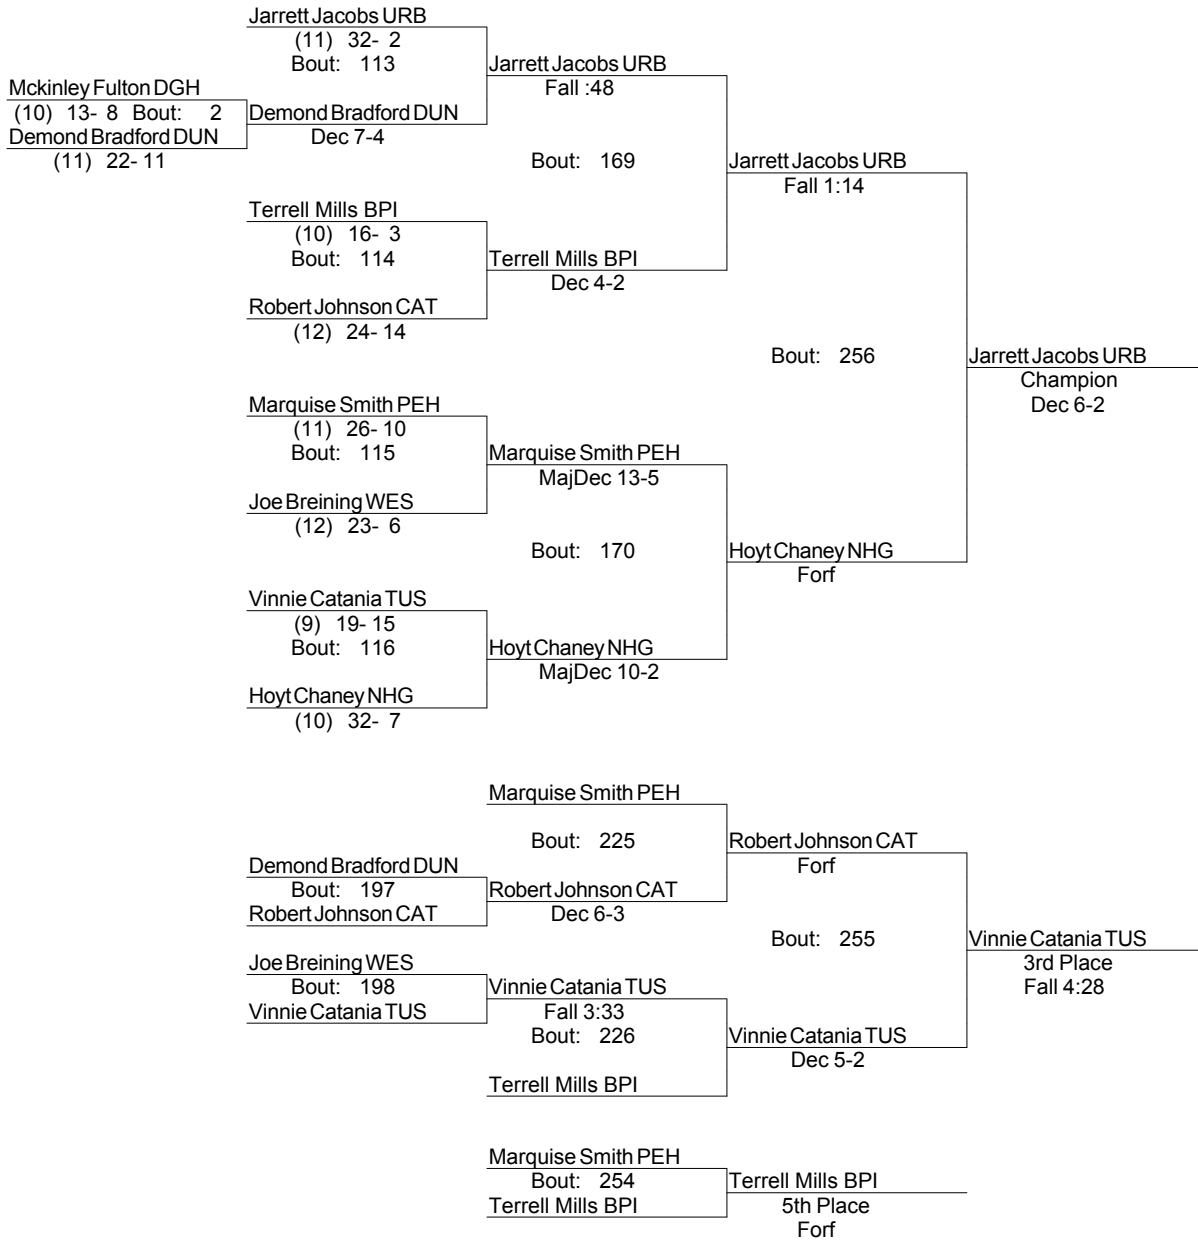 Jarrett Jacobs URB
(11) 32- 2
Bout: 113
Jarrett Jacobs URB
Fall :48
Mckinley Fulton DGH
(10) 13- 8 Bout: 2
Demond Bradford DUN
Demond Bradford DUN
Dec 7-4
(11) 22- 11
Bout: 169
Jarrett Jacobs URB
Fall 1:14
Terrell Mills BPI
(10) 16- 3
Bout: 114
Terrell Mills BPI
Dec 4-2
Robert Johnson CAT
(12) 24- 14
Bout: 256
Jarrett Jacobs URB
Champion
Dec 6-2
Marquise Smith PEH
(11) 26- 10
Bout: 115
Marquise Smith PEH
MajDec 13-5
Joe Breining WES
(12) 23- 6
Bout: 170
Hoyt Chaney NHG
Forf
Vinnie Catania TUS
(9) 19- 15
Bout: 116
Hoyt Chaney NHG
MajDec 10-2
Hoyt Chaney NHG
(10) 32- 7
Marquise Smith PEH
Bout: 225
Robert Johnson CAT
Forf
Demond Bradford DUN
Bout: 197
Robert Johnson CAT
Robert Johnson CAT
Dec 6-3
Bout: 255
Vinnie Catania TUS
3rd Place
Fall 4:28
Joe Breining WES
Bout: 198
Vinnie Catania TUS
Vinnie Catania TUS
Fall 3:33
Bout: 226
Vinnie Catania TUS
Dec 5-2
Terrell Mills BPI
Marquise Smith PEH
Bout: 254
Terrell Mills BPI
Terrell Mills BPI
5th Place
Forf